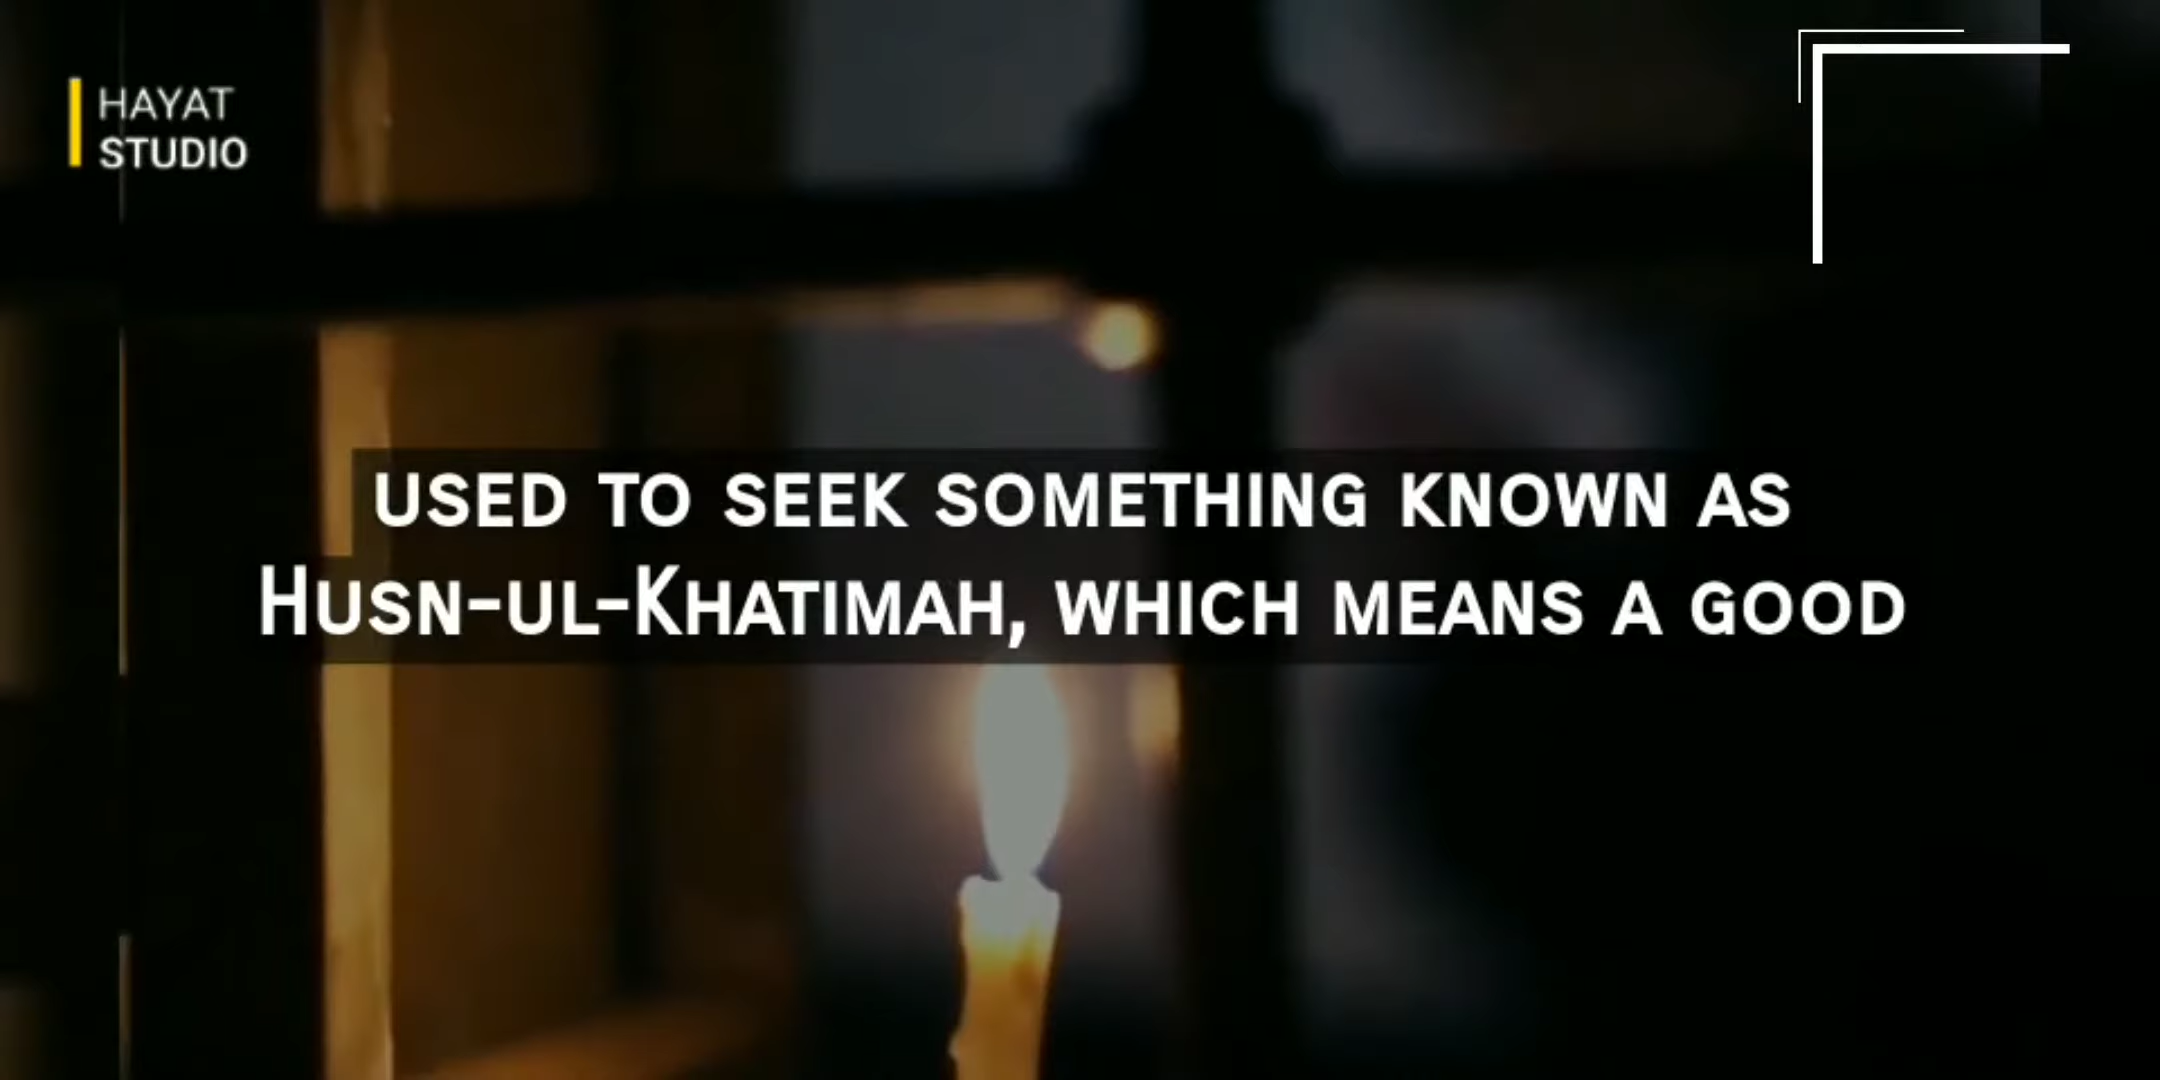 HAYAT
STUDIO
USED TO SEEK SOMETHING KNOWN AS
HUSN-UL-KHATIMAH, WHICH MEANS A GOOD